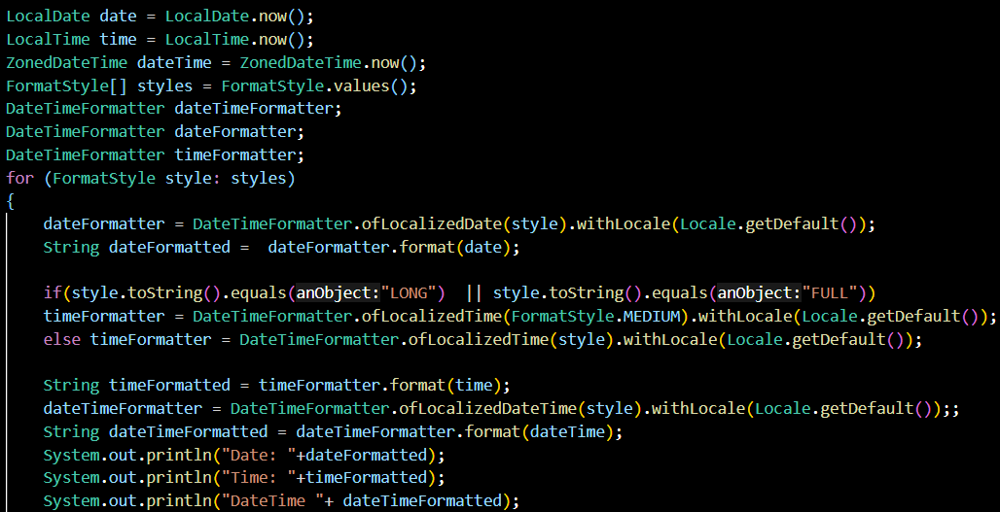 LocalDate date = LocalDate.now();
LocalTime time = LocalTime.now();
ZonedDateTime dateTime = ZonedDateTime.now();
FormatStyle[] styles = FormatStyle.values();
DateTimeFormatter dateTimeFormatter;
DateTimeFormatter dateFormatter;
DateTimeFormatter timeFormatter;
for (FormatStyle style: styles)
{
    dateFormatter = DateTimeFormatter.ofLocalizedDate(style).withLocale(Locale.getDefault());
    String dateFormatted =  dateFormatter.format(date);

    if(style.toString().equals(anObject:"LONG")  || style.toString().equals(anObject:"FULL"))
    timeFormatter = DateTimeFormatter.ofLocalizedTime(FormatStyle.MEDIUM).withLocale(Locale.getDefault());
    else timeFormatter = DateTimeFormatter.ofLocalizedTime(style).withLocale(Locale.getDefault());

    String timeFormatted = timeFormatter.format(time);
    dateTimeFormatter = DateTimeFormatter.ofLocalizedDateTime(style).withLocale(Locale.getDefault());;
    String dateTimeFormatted = dateTimeFormatter.format(dateTime);
    System.out.println("Date: "+dateFormatted);
    System.out.println("Time: "+timeFormatted);
    System.out.println("DateTime "+ dateTimeFormatted);